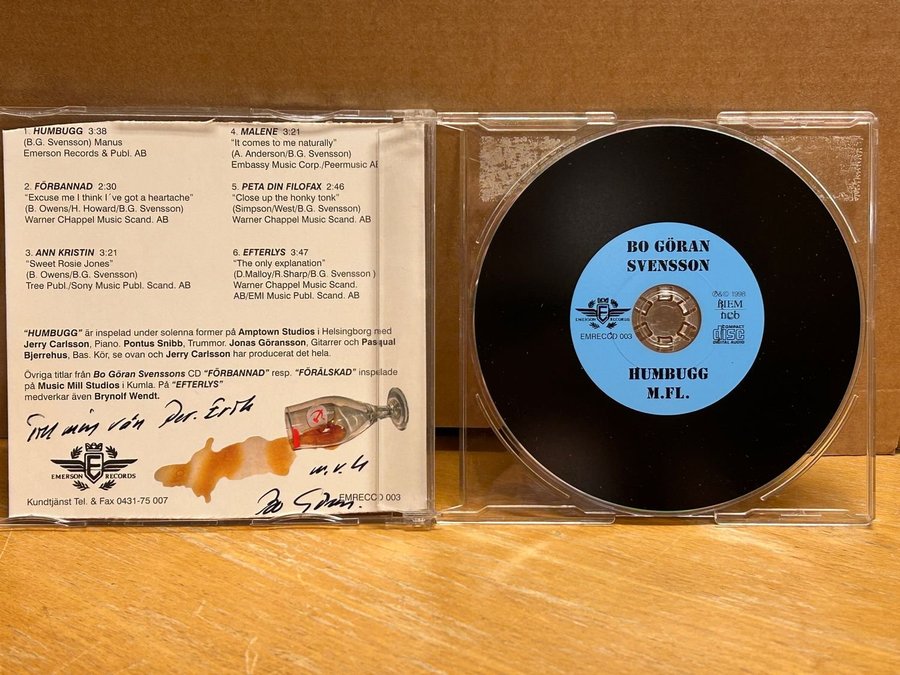 1. HUMBUGG 3:38
(B.G. Svensson) Manus
Emerson Records & Publ. AB
2. FÖRBANNAD 2:30
"Excuse me I think I´ve got a heartache"
(B. Owens/H. Howard/B.G. Svensson)
Warner CHappel Music Scand. AB
3. ANN KRISTIN 3:21
"Sweet Rosie Jones"
(B. Owens/B.G. Svensson)
Tree Publ./Sony Music Publ. Scand. AB
4. MALENE 3:21
"It comes to me naturally"
(A. Anderson/B.G. Svensson)
Embassy Music Corp./Peermusic AB
5. PETA DIN FILOFAX 2:46
"Close up the honky tonk"
(Simpson/West/B.G. Svensson)
Warner Chappel Music Scand. AB
6. EFTERLYS 3:47
"The only explanation"
(D.Malloy/R.Sharp/B.G. Svensson )
Warner Chappel Music Scand.
AB/EMI Music Publ. Scand. AB
"HUMBUGG" är inspelad under solenna former på Amptown Studios i Helsingborg med
Jerry Carlsson, Piano. Pontus Snibb, Trummor. Jonas Göransson, Gitarrer och Pasqual
Bjerrehus, Bas. Kör, se ovan och Jerry Carlsson har producerat det hela.
Övriga titlar från Bo Göran Svenssons CD "FÖRBANNAD" resp. "FÖRÄLSKAD" inspelade
på Music Mill Studios i Kumla. På "EFTERLYS"
medverkar även Brynolf Wendt.
Till min vän Per-Erik
m.v.h
Bo Göran.
E
EMERSON RECORDS
Kundtjänst Tel. & Fax 0431-75 007
EMRECCD 003
BO GÖRAN
SVENSSON
E
EMERSON RECORDS
EMRECCD 003
℗&© 1998
BIEM
ncb
COMPACT
disc
DIGITAL AUDIO
HUMBUGG
M.FL.